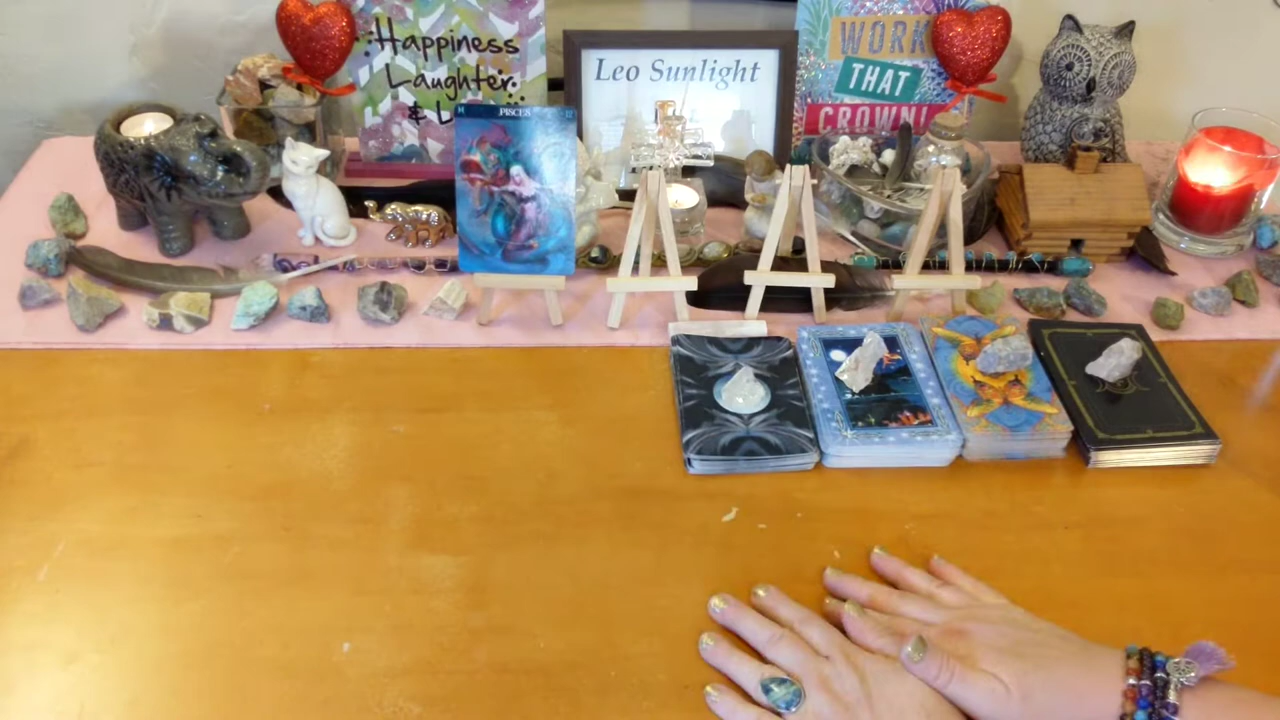 Happiness
Laughter
&
Leo Sunlight
WORK
THAT
CROWN!
PISCES